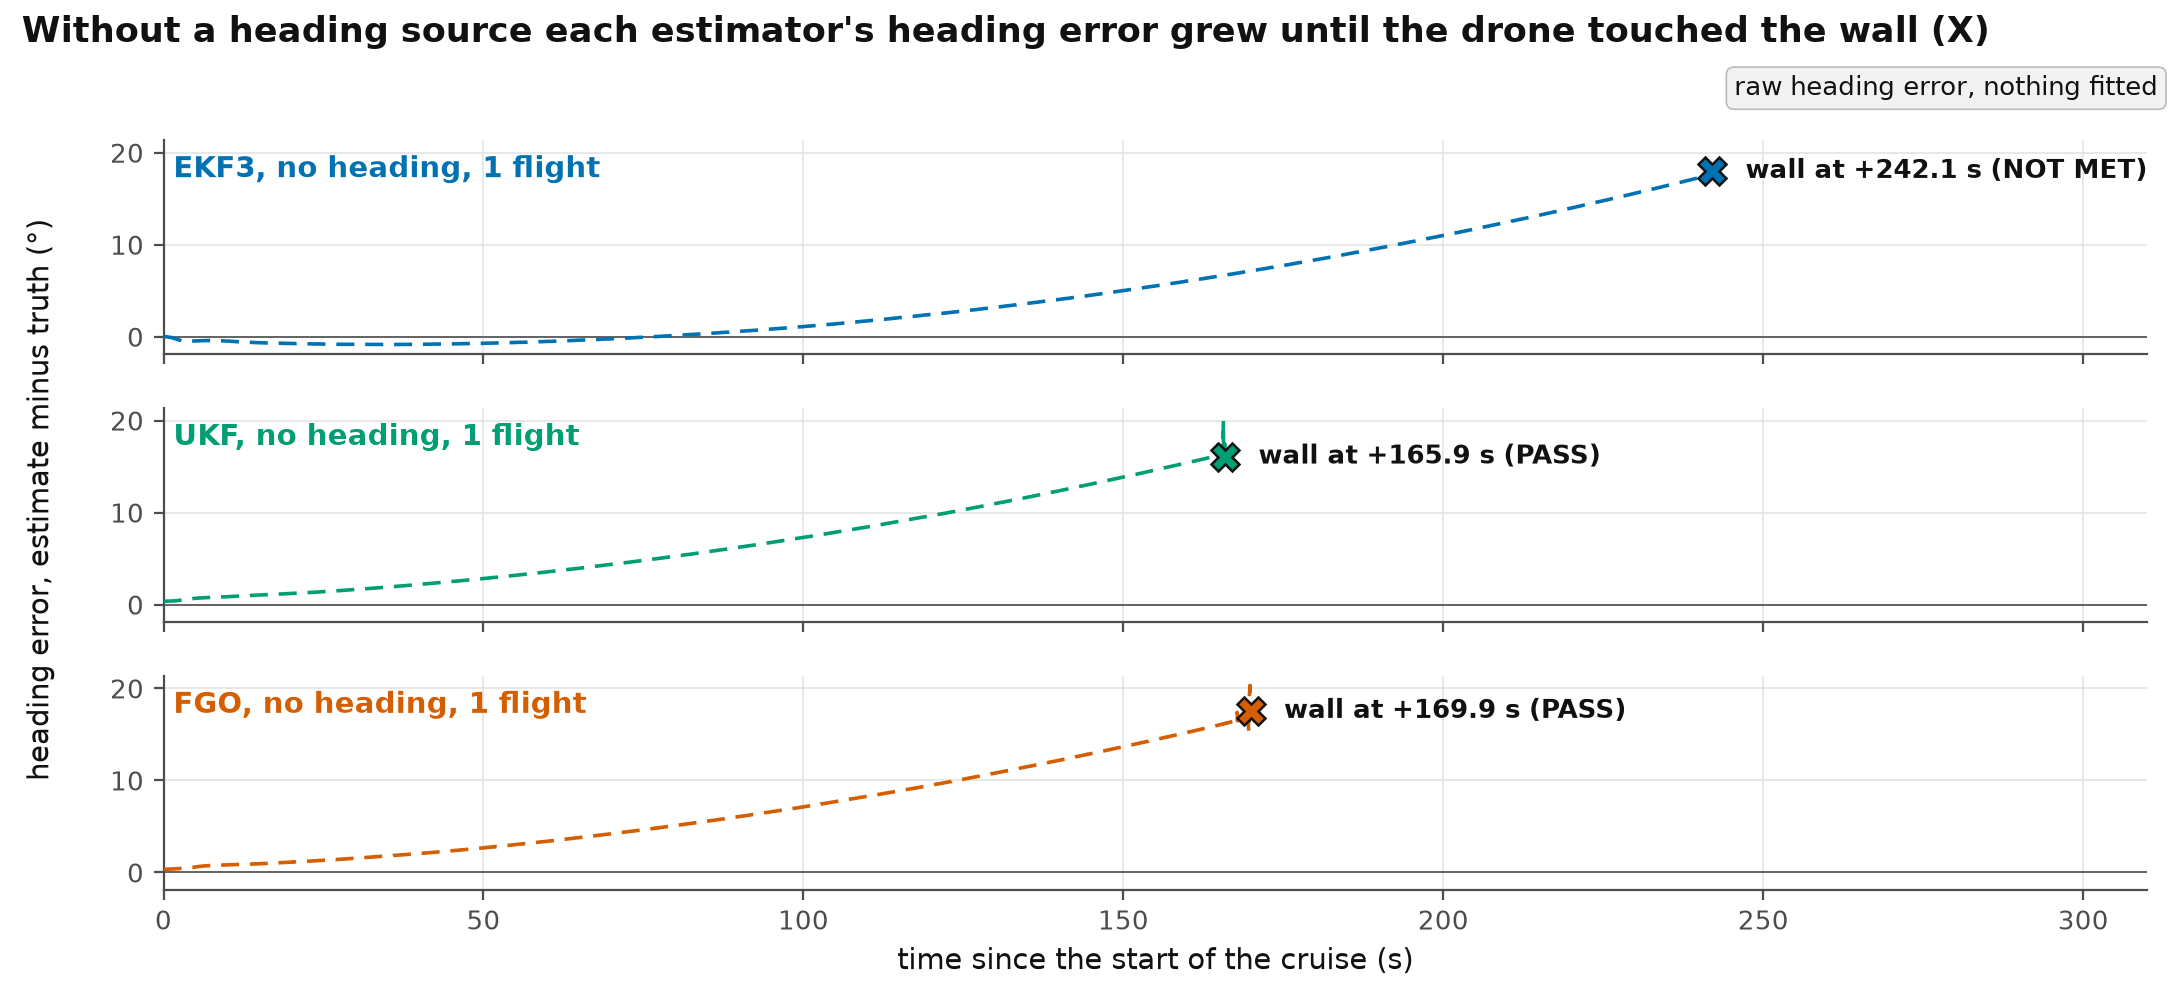 Without a heading source each estimator's heading error grew until the drone touched the wall (X)
raw heading error, nothing fitted
heading error, estimate minus truth (°)
20
10
0
EKF3, no heading, 1 flight
wall at +242.1 s (NOT MET)
20
10
0
UKF, no heading, 1 flight
wall at +165.9 s (PASS)
20
10
0
FGO, no heading, 1 flight
wall at +169.9 s (PASS)
0 50 100 150 200 250 300
time since the start of the cruise (s)